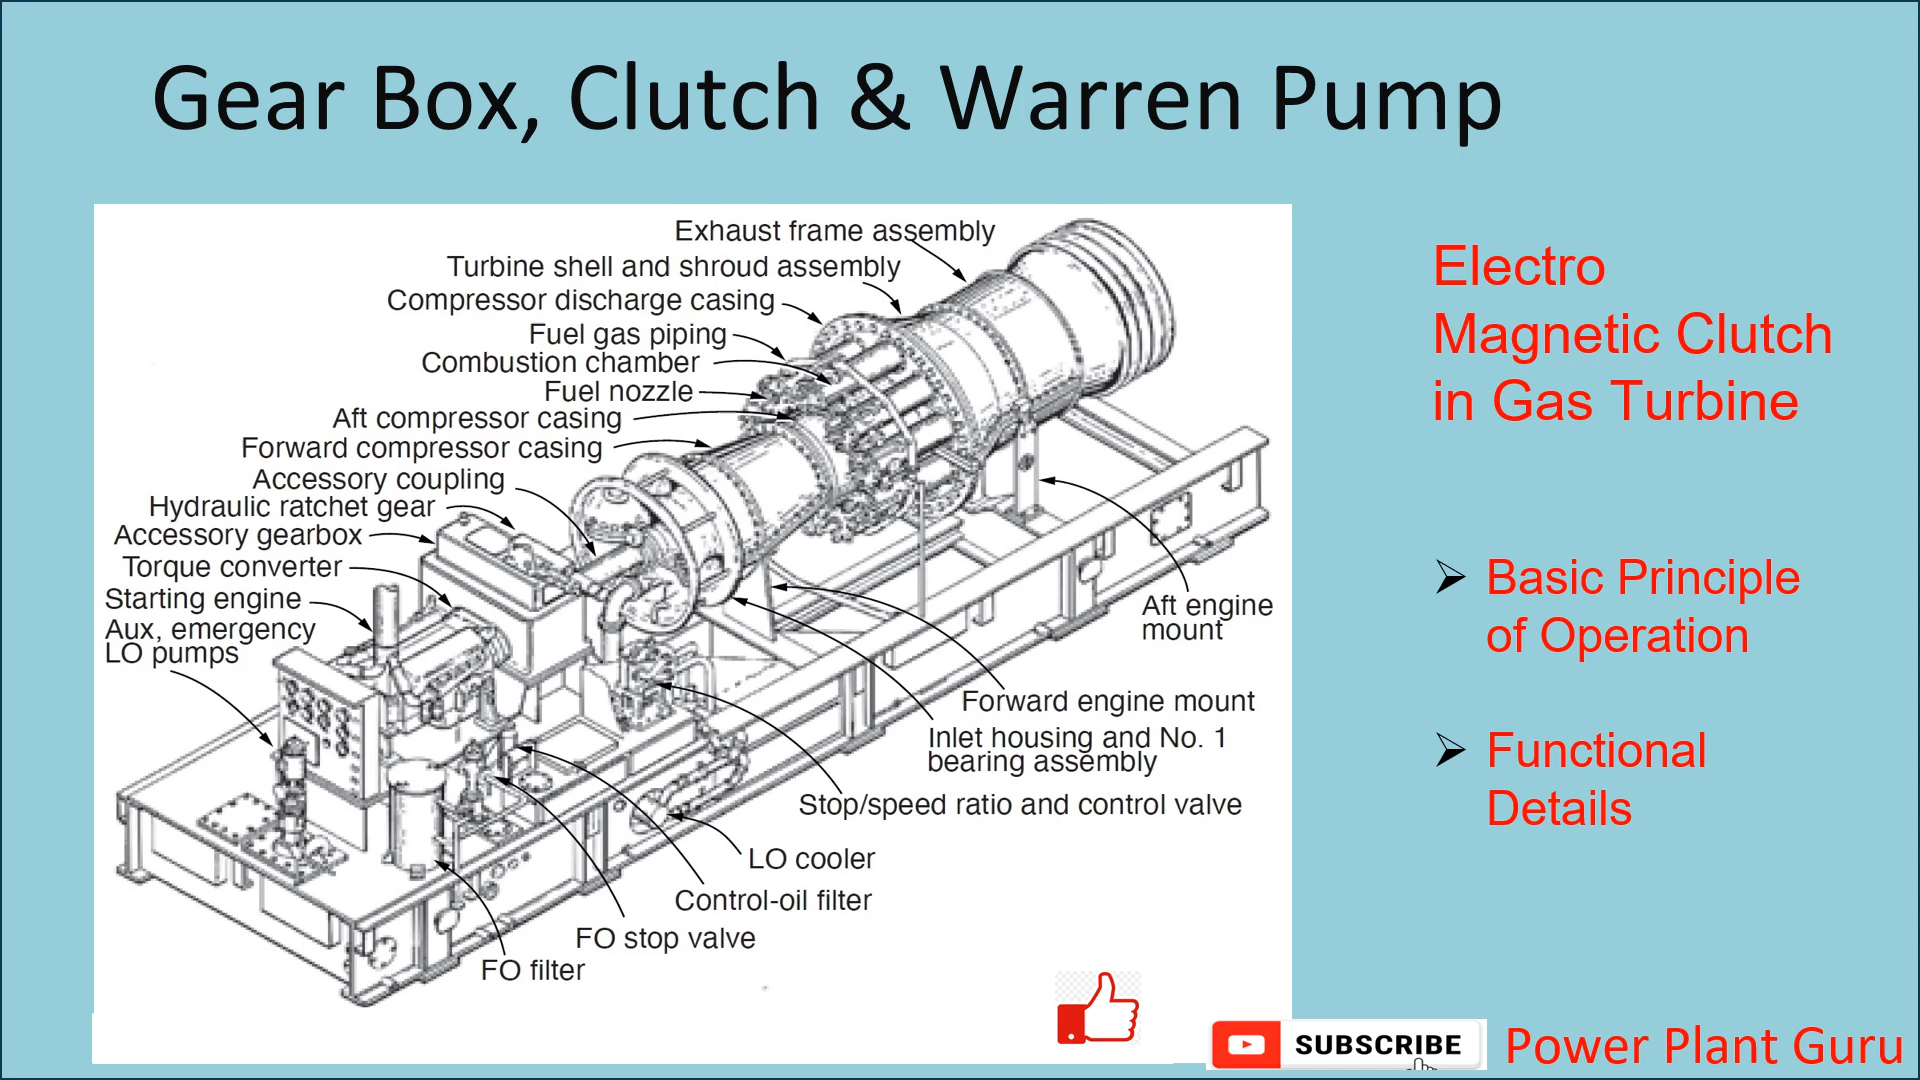 Gear Box, Clutch & Warren Pump
Exhaust frame assembly
Turbine shell and shroud assembly
Compressor discharge casing
Fuel gas piping
Combustion chamber
Fuel nozzle
Aft compressor casing
Forward compressor casing
Accessory coupling
Hydraulic ratchet gear
Accessory gearbox
Torque converter
Starting engine
Aux, emergency
LO pumps
Aft engine
mount
Forward engine mount
Inlet housing and No. 1
bearing assembly
Stop/speed ratio and control valve
LO cooler
Control-oil filter
FO stop valve
FO filter
Electro
Magnetic Clutch
in Gas Turbine
Basic Principle
of Operation
Functional
Details
SUBSCRIBE
Power Plant Guru